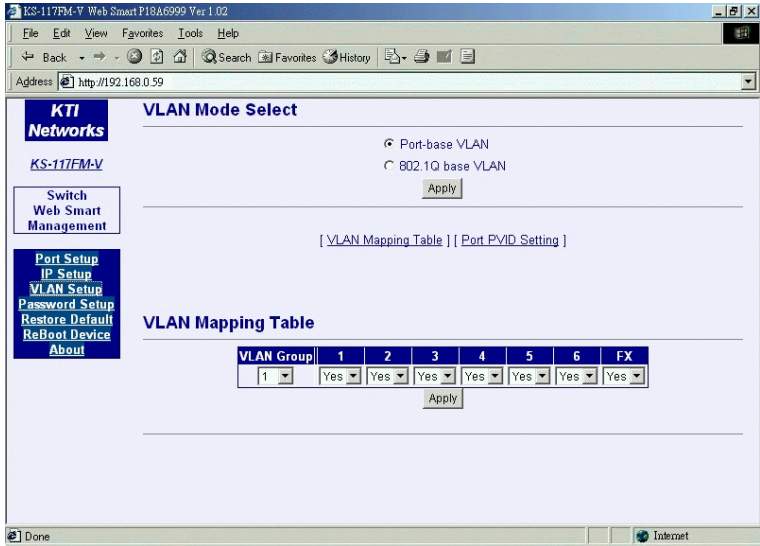 KS-117FM-V Web Smart P18A6999 Ver 1.02
File Edit View Favorites Tools Help
Back Search Favorites History
Address http://192.168.0.59
KTI
Networks
KS-117FM-V
Switch
Web Smart
Management
Port Setup
IP Setup
VLAN Setup
Password Setup
Restore Default
ReBoot Device
About
VLAN Mode Select
Port-base VLAN
802.1Q base VLAN
Apply
[ VLAN Mapping Table ] [ Port PVID Setting ]
VLAN Mapping Table
VLAN Group 1 2 3 4 5 6 FX
1 Yes Yes Yes Yes Yes Yes Yes
Apply
Done Internet